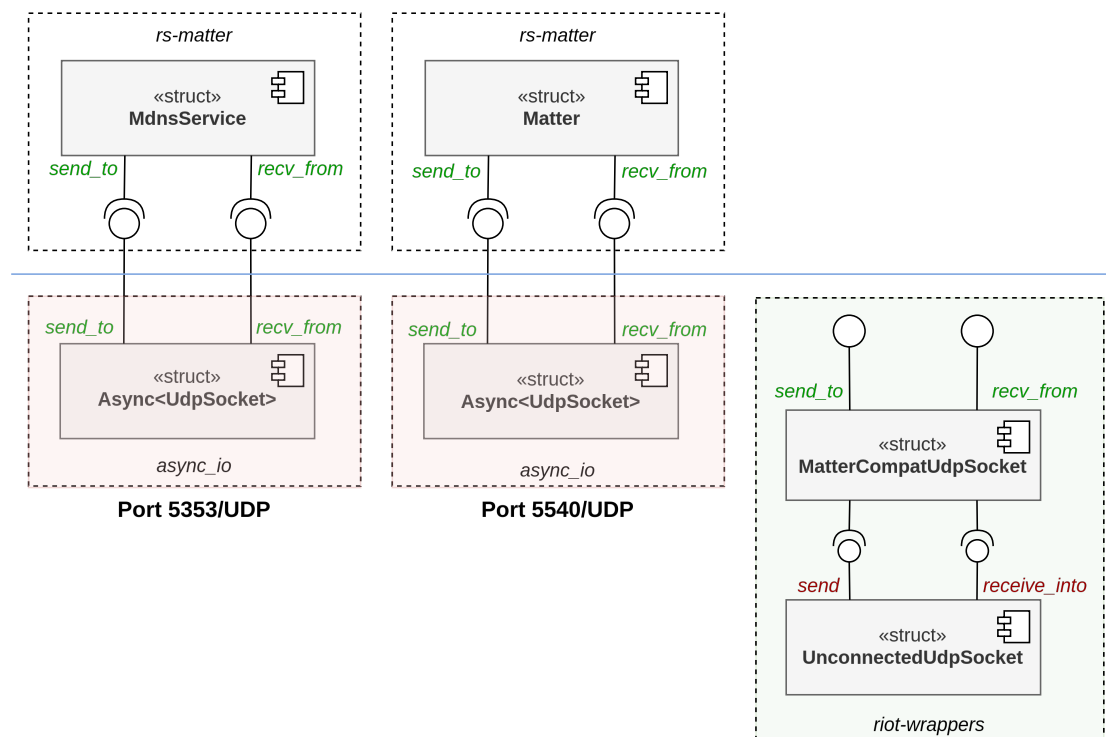 rs-matter
«struct»
MdnsService
send_to
recv_from
send_to
recv_from
«struct»
Async<UdpSocket>
async_io
Port 5353/UDP
rs-matter
«struct»
Matter
send_to
recv_from
send_to
recv_from
«struct»
Async<UdpSocket>
async_io
Port 5540/UDP
send_to
recv_from
«struct»
MatterCompatUdpSocket
send
receive_into
«struct»
UnconnectedUdpSocket
riot-wrappers